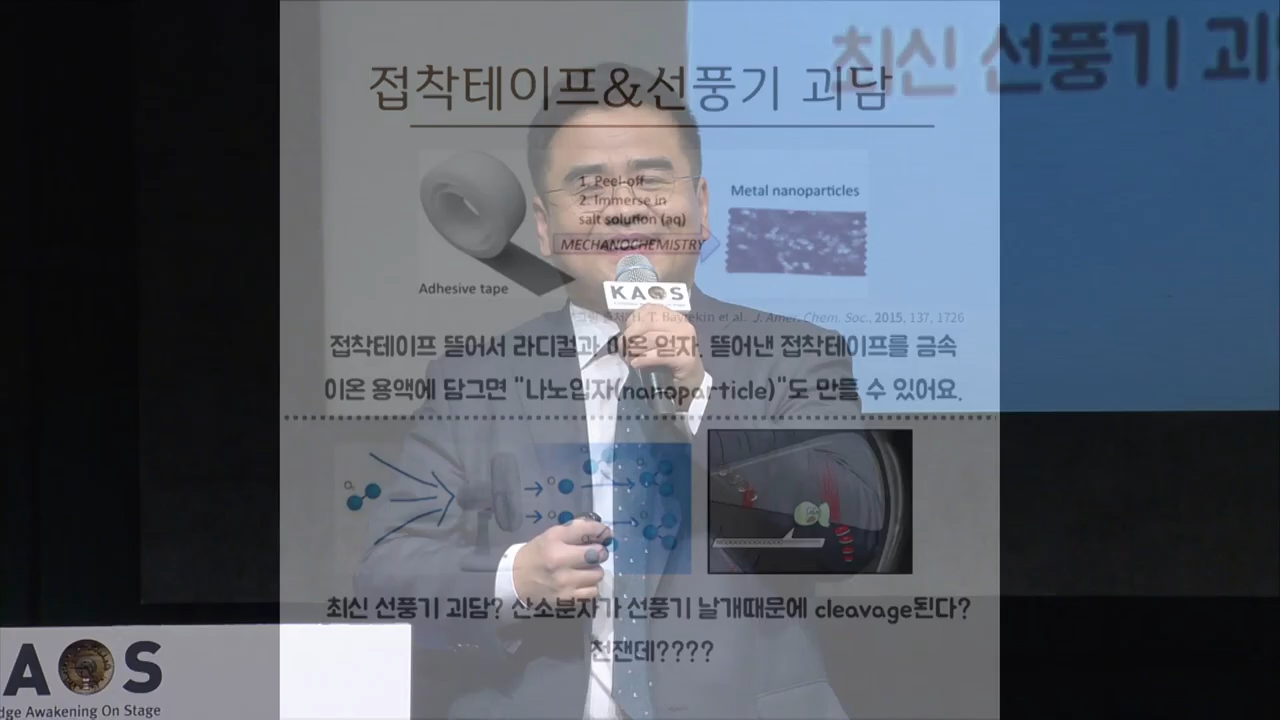 최신 선풍기 괴
접착테이프&선풍기 괴담
1. Peel-off
2. Immerse in
salt solution (aq)
MECHANOCHEMISTRY
Metal nanoparticles
Adhesive tape
KAOS
H. T. Baytekin et al. J. Amer. Chem. Soc., 2015, 137, 1726
접착테이프 뜯어서 라디컬과 이온 얻자. 뜯어낸 접착테이프를 금속
이온 용액에 담그면 "나노입자(nanoparticle)"도 만들 수 있어요.
최신 선풍기 괴담? 산소분자가 선풍기 날개때문에 cleavage된다?
천잰데????
AOS
dge Awakening On Stage